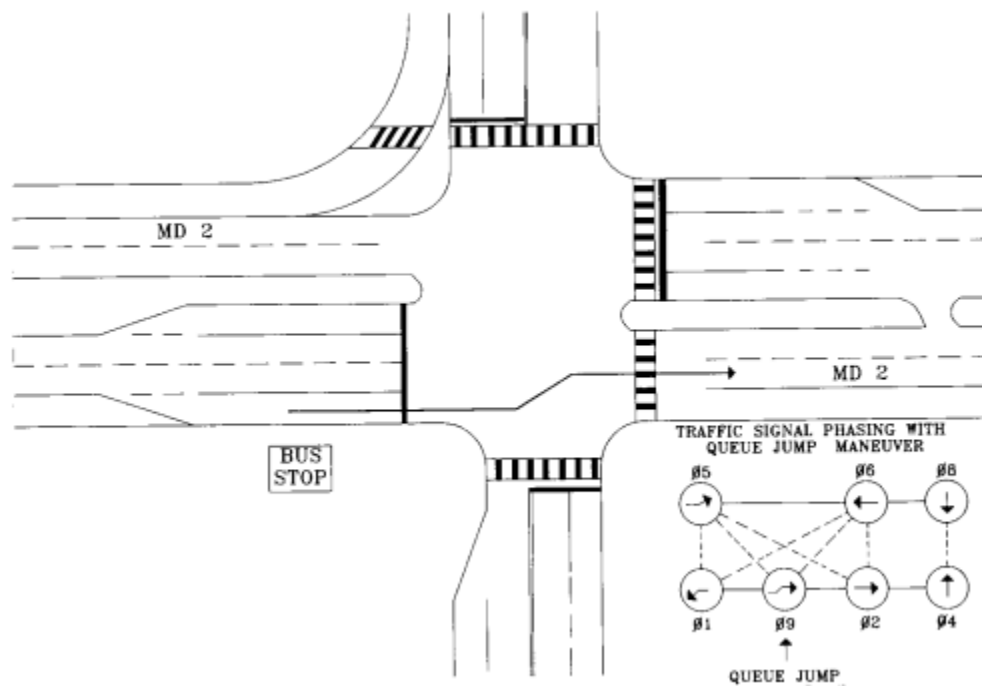 MD 2
MD 2
BUS
STOP
TRAFFIC SIGNAL PHASING WITH
QUEUE JUMP MANEUVER
Ø5
Ø6
Ø8
Ø1
Ø9
Ø2
Ø4
QUEUE JUMP